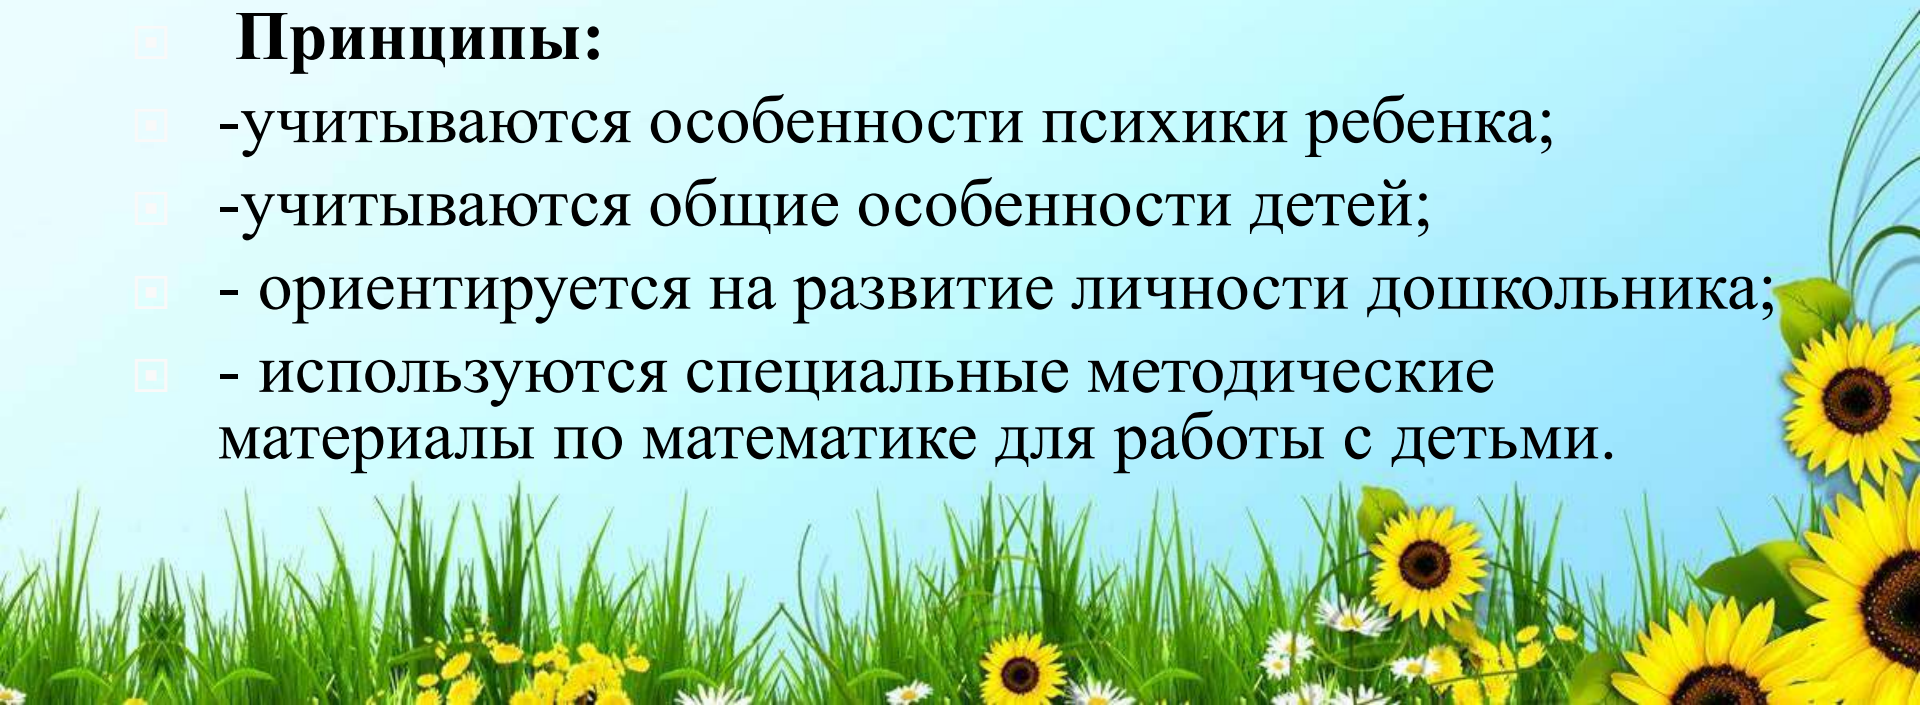 Принципы:
-учитываются особенности психики ребенка;
-учитываются общие особенности детей;
- ориентируется на развитие личности дошкольника;
- используются специальные методические
материалы по математике для работы с детьми.